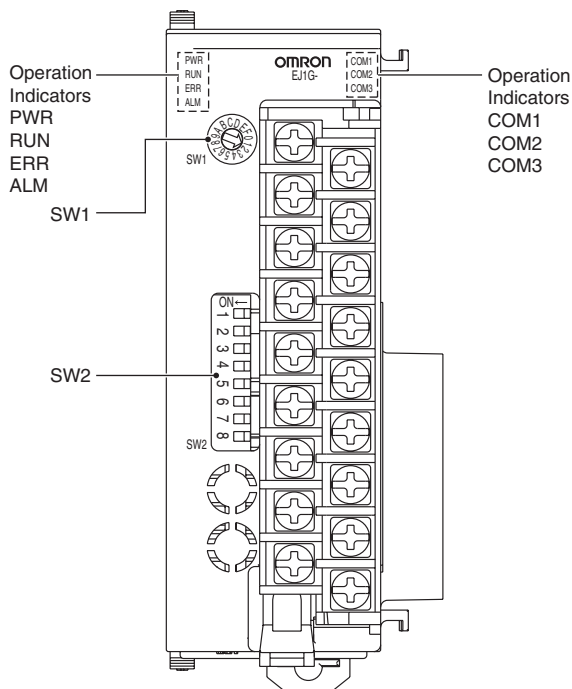 PWR
RUN
ERR
ALM
OMRON
EJ1G-
COM1
COM2
COM3
Operation
Indicators
PWR
RUN
ERR
ALM
Operation
Indicators
COM1
COM2
COM3
0123456789ABCDEF
SW1
SW1
ON←
1
2
3
4
5
6
7
8
SW2
SW2